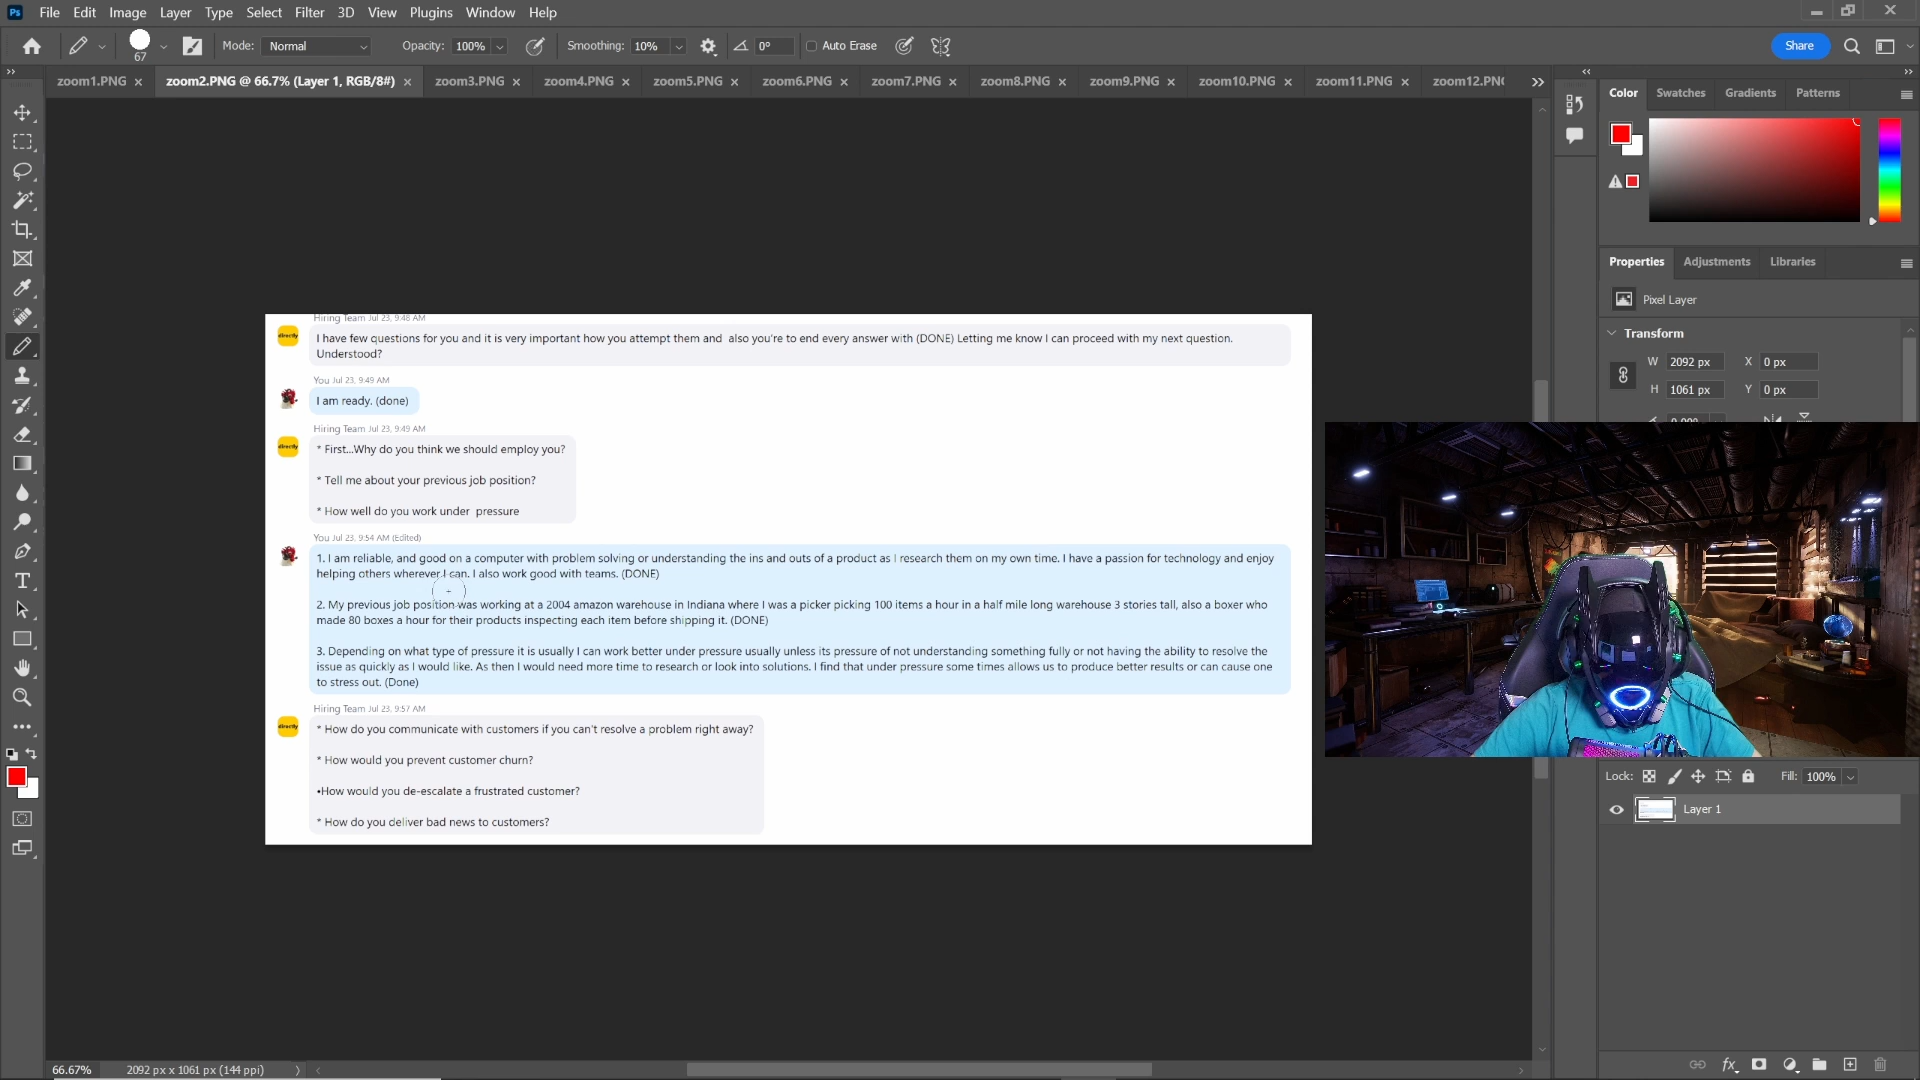 Ps File Edit Image Layer Type Select Filter 3D View Plugins Window Help
67 Mode: Normal Opacity: 100% Smoothing: 10% 0° Auto Erase Share
zoom1.PNG × zoom2.PNG @ 66.7% (Layer 1, RGB/8#) × zoom3.PNG × zoom4.PNG × zoom5.PNG × zoom6.PNG × zoom7.PNG × zoom8.PNG × zoom9.PNG × zoom10.PNG × zoom11.PNG × zoom12.PNG
Color Swatches Gradients Patterns
Properties Adjustments Libraries
Pixel Layer
Transform
W 2092 px X 0 px
H 1061 px Y 0 px
Hiring Team Jul 23, 9:48 AM
directly
I have few questions for you and it is very important how you attempt them and also you're to end every answer with (DONE) Letting me know I can proceed with my next question.
Understood?
You Jul 23, 9:49 AM
I am ready. (done)
Hiring Team Jul 23, 9:49 AM
directly
* First...Why do you think we should employ you?
* Tell me about your previous job position?
* How well do you work under pressure
You Jul 23, 9:54 AM (Edited)
1. I am reliable, and good on a computer with problem solving or understanding the ins and outs of a product as I research them on my own time. I have a passion for technology and enjoy
helping others wherever I can. I also work good with teams. (DONE)
2. My previous job position was working at a 2004 amazon warehouse in Indiana where I was a picker picking 100 items a hour in a half mile long warehouse 3 stories tall, also a boxer who
made 80 boxes a hour for their products inspecting each item before shipping it. (DONE)
3. Depending on what type of pressure it is usually I can work better under pressure usually unless its pressure of not understanding something fully or not having the ability to resolve the
issue as quickly as I would like. As then I would need more time to research or look into solutions. I find that under pressure some times allows us to produce better results or can cause one
to stress out. (Done)
Hiring Team Jul 23, 9:57 AM
directly
* How do you communicate with customers if you can't resolve a problem right away?
* How would you prevent customer churn?
•How would you de-escalate a frustrated customer?
* How do you deliver bad news to customers?
Lock: Fill: 100%
Layer 1
66.67% 2092 px x 1061 px (144 ppi)
fx